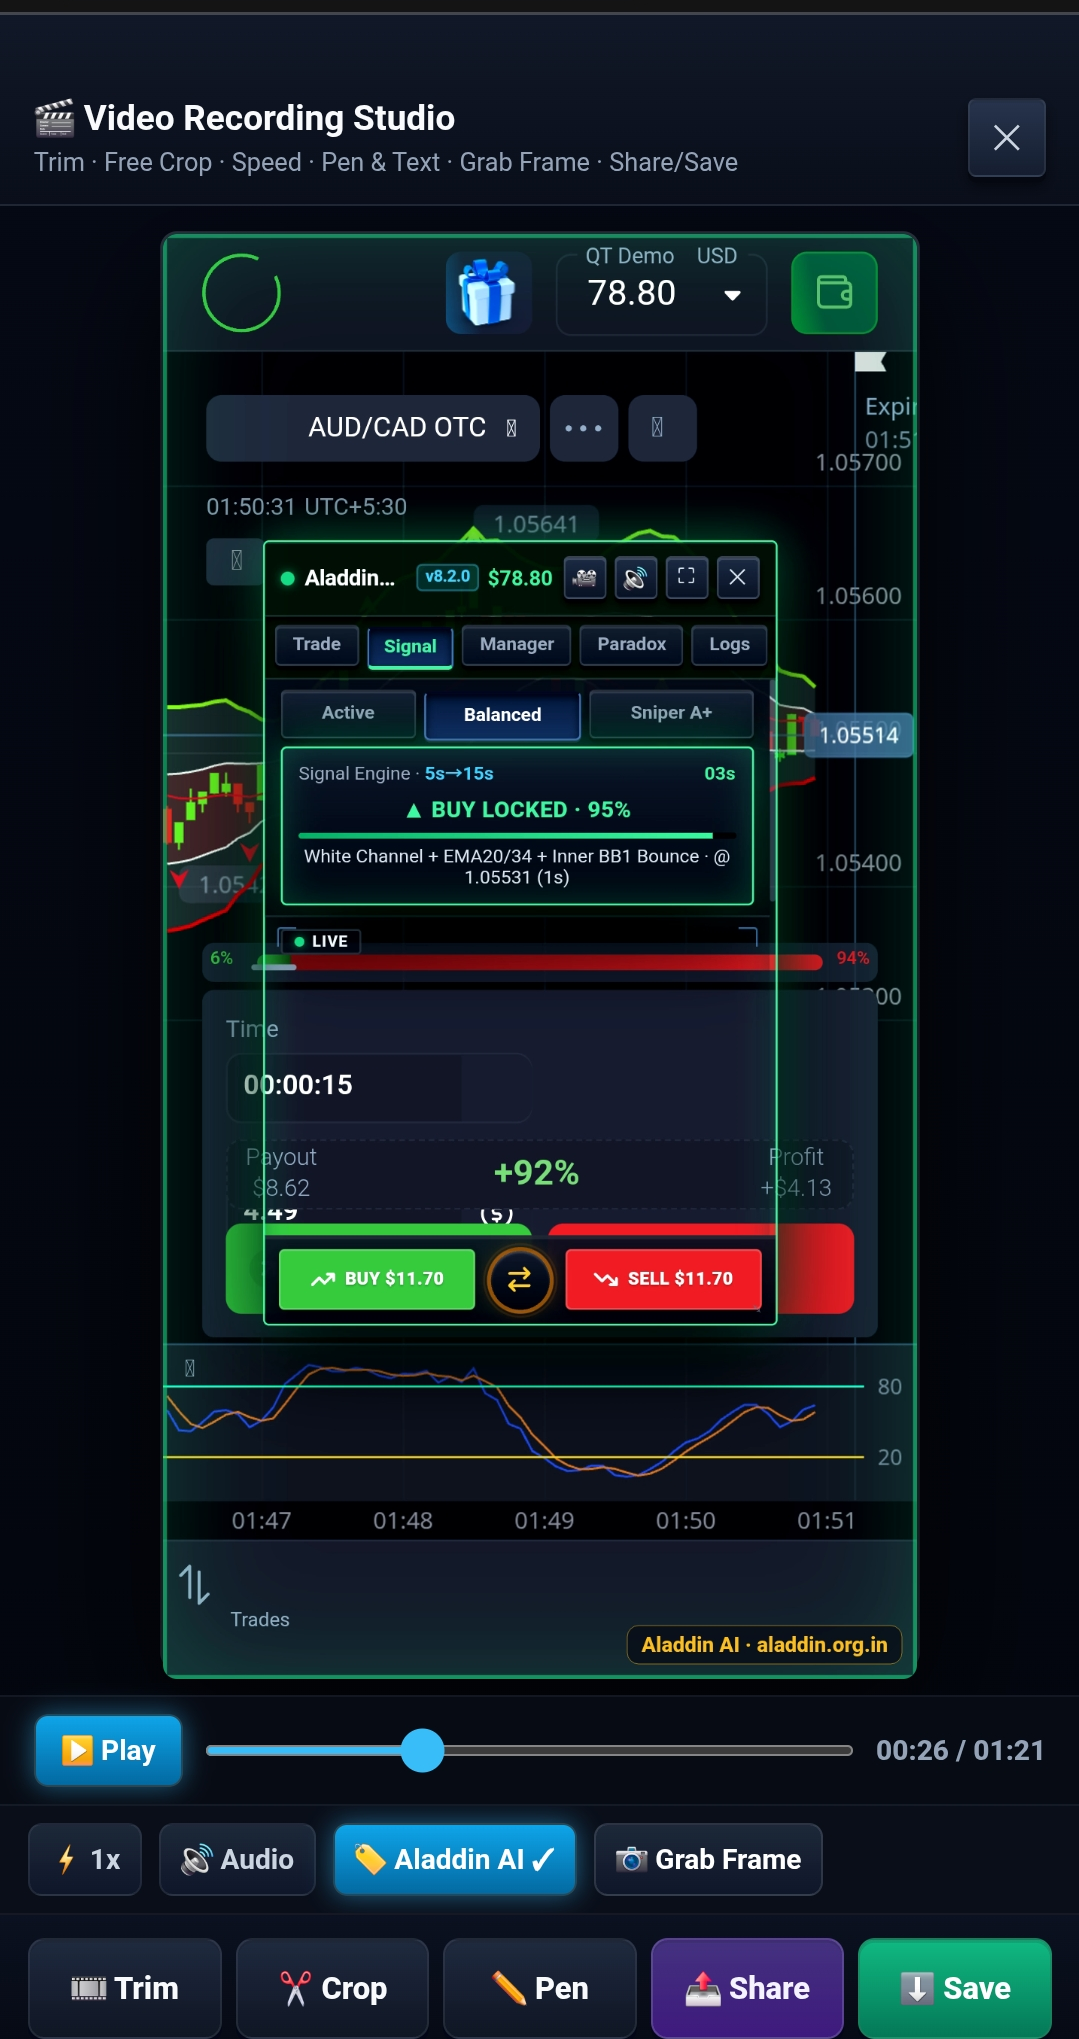 Video Recording Studio
Trim · Free Crop · Speed · Pen & Text · Grab Frame · Share/Save
QT Demo USD
78.80
AUD/CAD OTC
01:50:31 UTC+5:30
Expir
01:5
1.05700
1.05641
1.05600
Aladdin... v8.2.0 $78.80
Trade Signal Manager Paradox Logs
Active Balanced Sniper A+
1.05514
Signal Engine · 5s→15s 03s
▲ BUY LOCKED · 95%
White Channel + EMA20/34 + Inner BB1 Bounce · @
1.05531 (1s)
1.05400
LIVE
6% 94%
Time
00:00:15
Payout +92% Profit
$8.62 +$4.13
4.49 ($)
BUY $11.70 SELL $11.70
80
20
01:47 01:48 01:49 01:50 01:51
Trades
Aladdin AI · aladdin.org.in
Play 00:26 / 01:21
1x Audio Aladdin AI ✓ Grab Frame
Trim Crop Pen Share Save